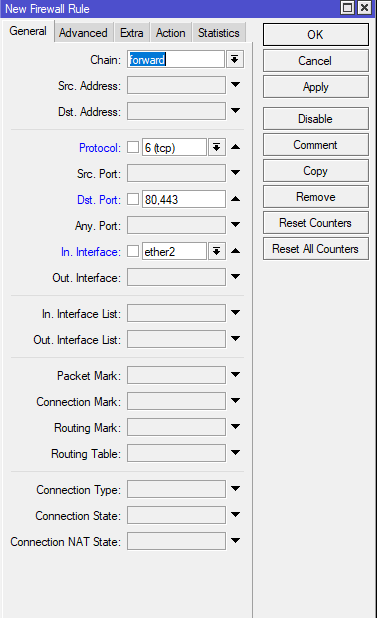 New Firewall Rule
General Advanced Extra Action Statistics
Chain: forward
Src. Address:
Dst. Address:
Protocol: 6 (tcp)
Src. Port:
Dst. Port: 80,443
Any. Port:
In. Interface: ether2
Out. Interface:
In. Interface List:
Out. Interface List:
Packet Mark:
Connection Mark:
Routing Mark:
Routing Table:
Connection Type:
Connection State:
Connection NAT State:
OK
Cancel
Apply
Disable
Comment
Copy
Remove
Reset Counters
Reset All Counters